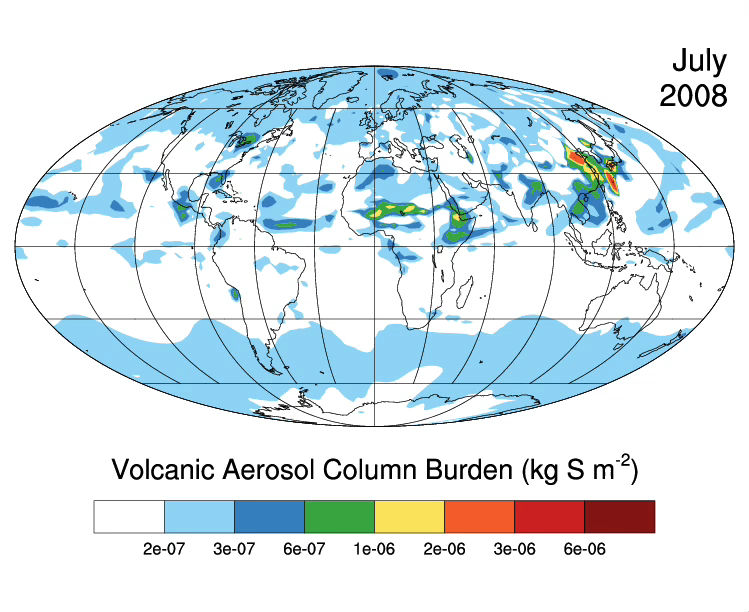 July
2008
Volcanic Aerosol Column Burden (kg S m-2)
2e-07 3e-07 6e-07 1e-06 2e-06 3e-06 6e-06